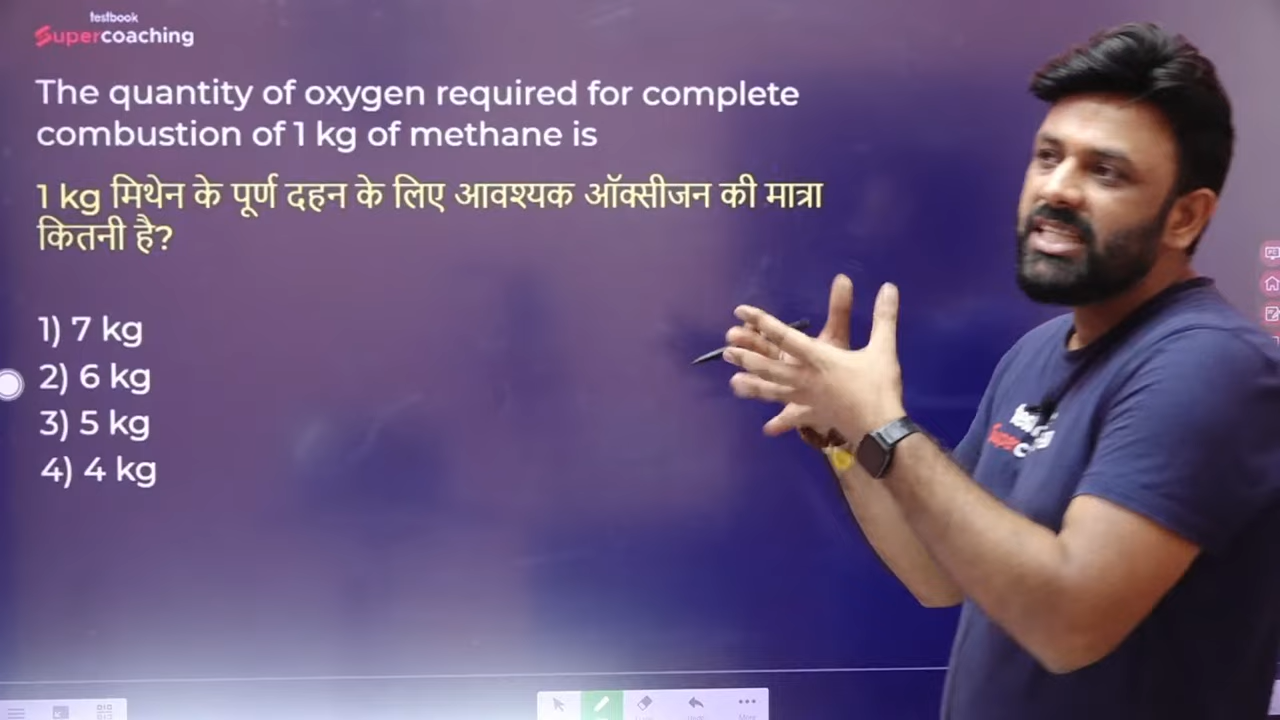 testbook
Supercoaching
The quantity of oxygen required for complete
combustion of 1 kg of methane is
1 kg मिथेन के पूर्ण दहन के लिए आवश्यक ऑक्सीजन की मात्रा
कितनी है?
1) 7 kg
2) 6 kg
3) 5 kg
4) 4 kg